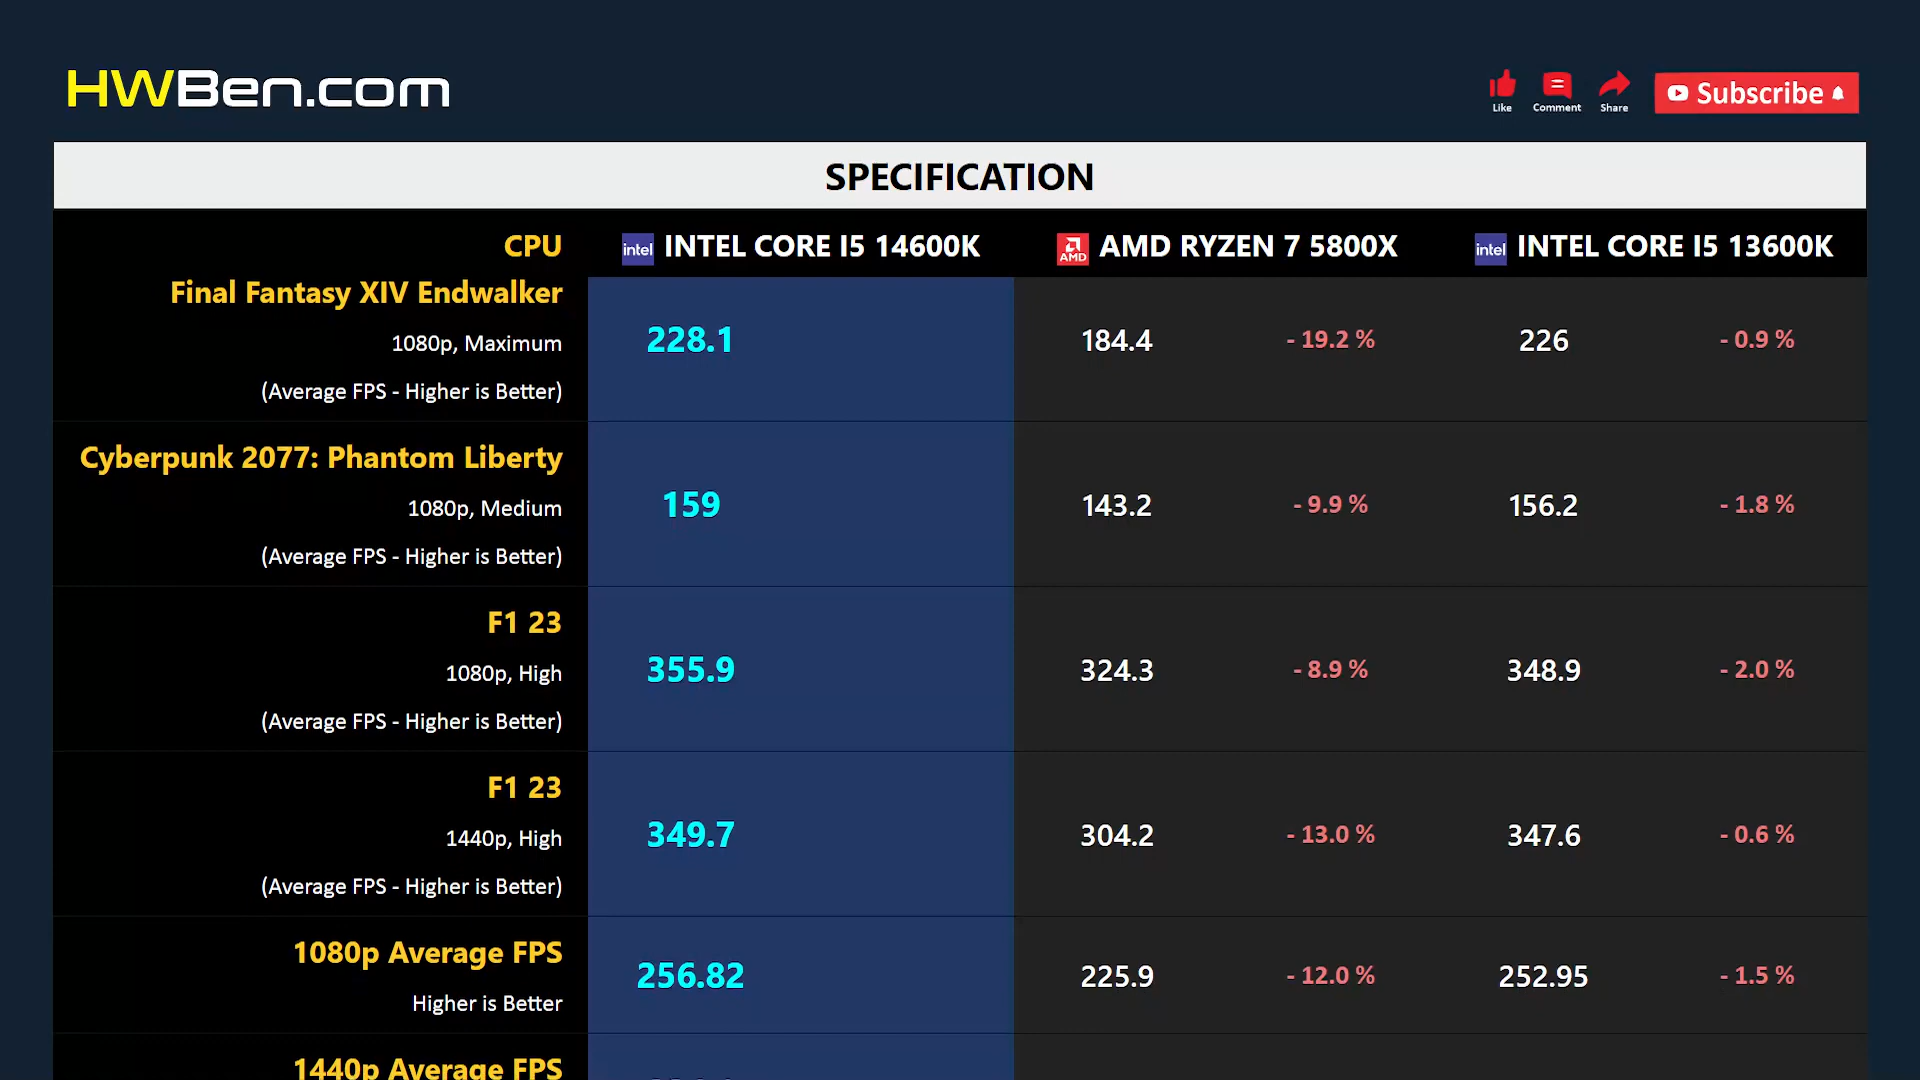 HWBen.com
Like
Comment
Share
Subscribe
SPECIFICATION
CPU
intel INTEL CORE I5 14600K
AMD AMD RYZEN 7 5800X
intel INTEL CORE I5 13600K
Final Fantasy XIV Endwalker
1080p, Maximum
(Average FPS - Higher is Better)
228.1
184.4
- 19.2 %
226
- 0.9 %
Cyberpunk 2077: Phantom Liberty
1080p, Medium
(Average FPS - Higher is Better)
159
143.2
- 9.9 %
156.2
- 1.8 %
F1 23
1080p, High
(Average FPS - Higher is Better)
355.9
324.3
- 8.9 %
348.9
- 2.0 %
F1 23
1440p, High
(Average FPS - Higher is Better)
349.7
304.2
- 13.0 %
347.6
- 0.6 %
1080p Average FPS
Higher is Better
256.82
225.9
- 12.0 %
252.95
- 1.5 %
1440p Average FPS